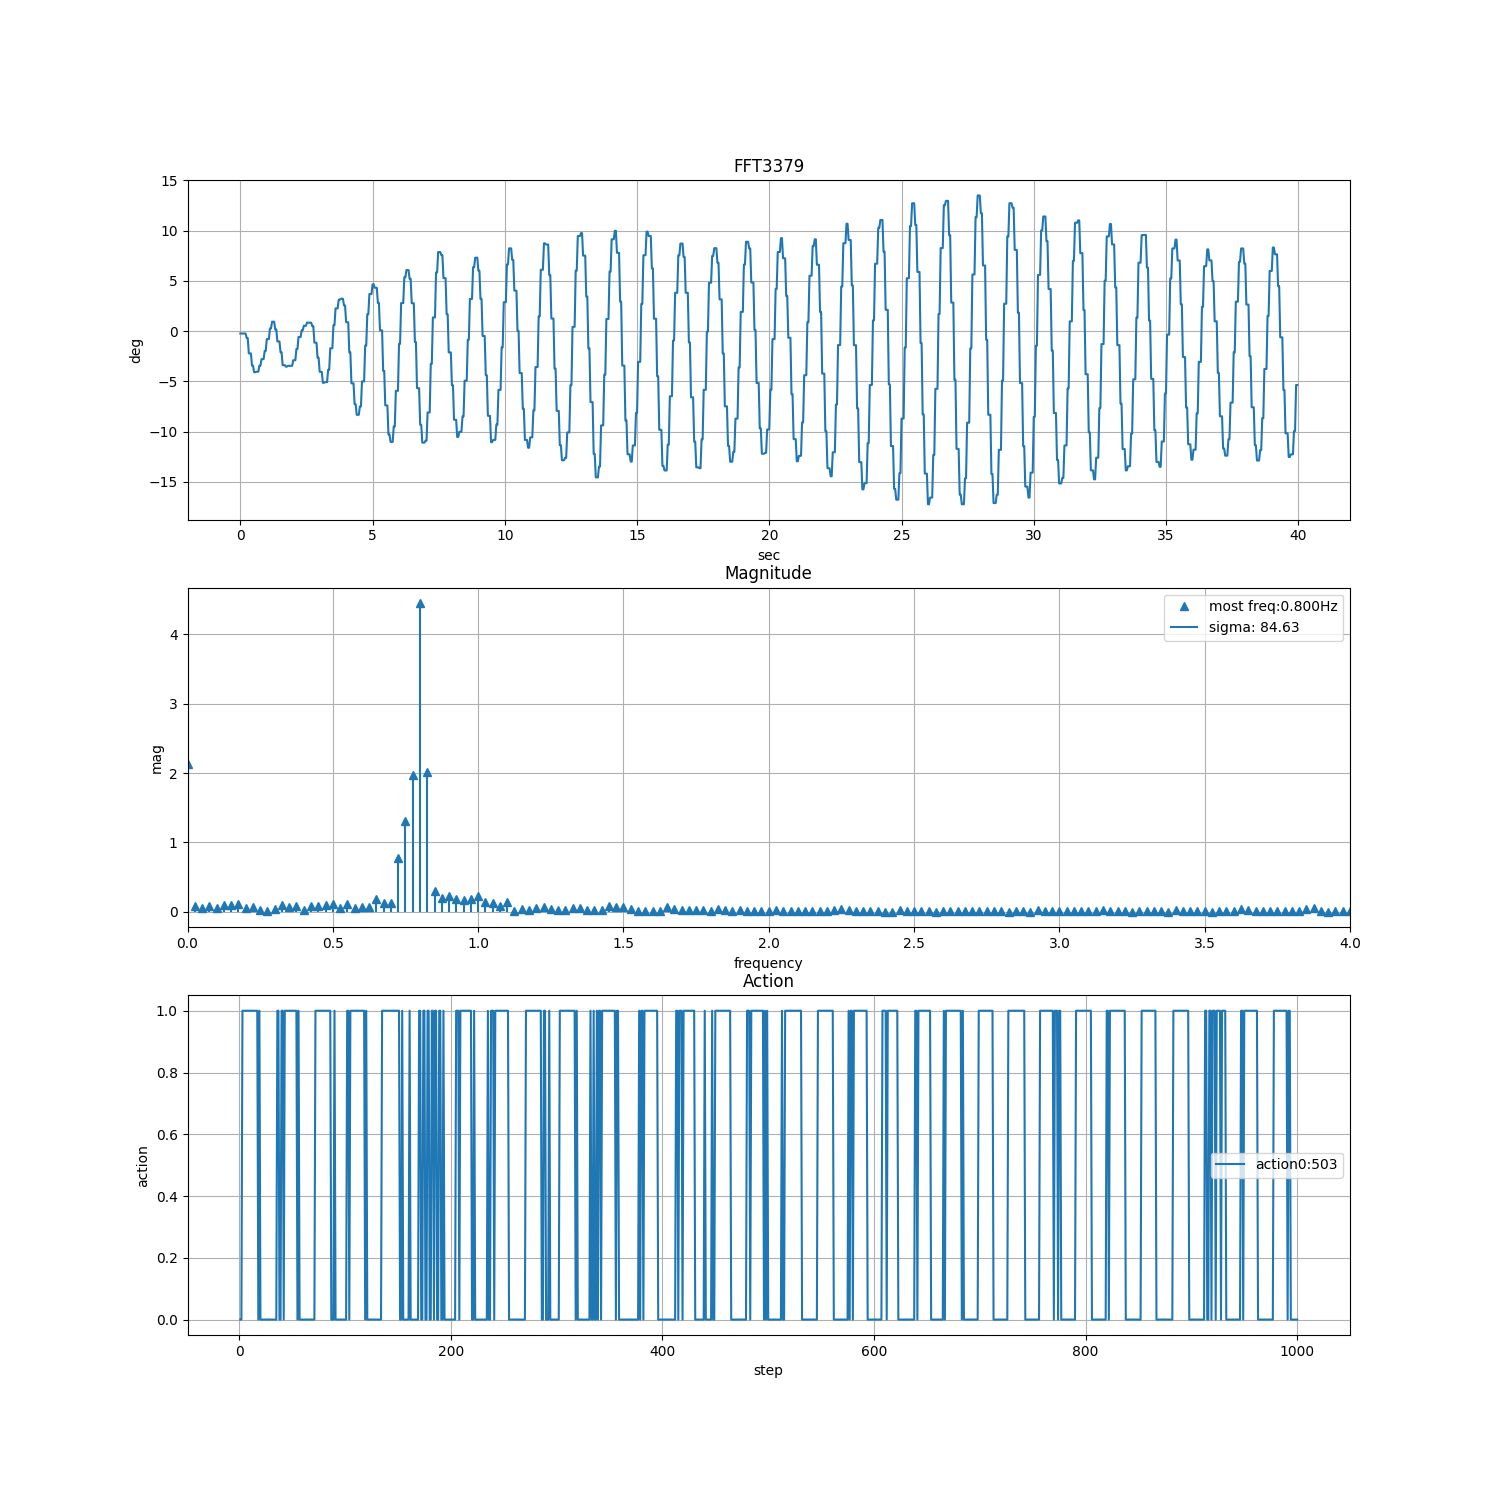 FFT3379
15
10
5
0
−5
−10
−15
deg
0 5 10 15 20 25 30 35 40
sec
Magnitude
most freq:0.800Hz
sigma: 84.63
4
3
2
1
0
mag
0.0 0.5 1.0 1.5 2.0 2.5 3.0 3.5 4.0
frequency
Action
1.0
0.8
0.6
0.4
0.2
0.0
action
action0:503
0 200 400 600 800 1000
step